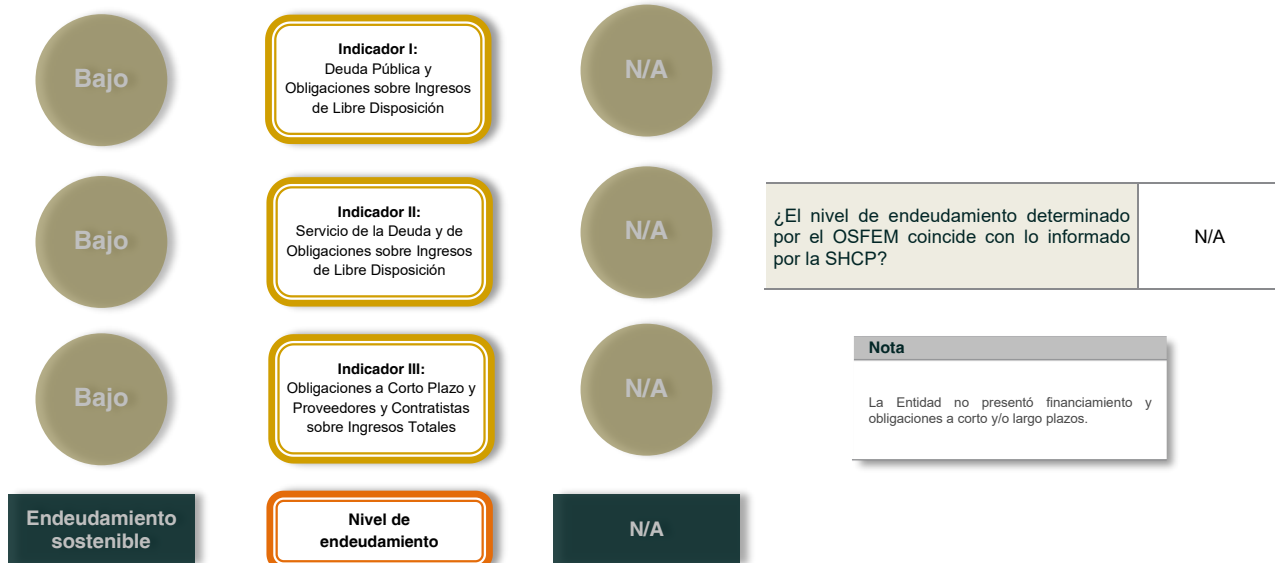 Bajo
Indicador I:
Deuda Pública y
Obligaciones sobre Ingresos
de Libre Disposición
N/A
Bajo
Indicador II:
Servicio de la Deuda y de
Obligaciones sobre Ingresos
de Libre Disposición
N/A
¿El nivel de endeudamiento determinado
por el OSFEM coincide con lo informado
por la SHCP?
N/A
Bajo
Indicador III:
Obligaciones a Corto Plazo y
Proveedores y Contratistas
sobre Ingresos Totales
N/A
Nota
La Entidad no presentó financiamiento y
obligaciones a corto y/o largo plazos.
Endeudamiento
sostenible
Nivel de
endeudamiento
N/A